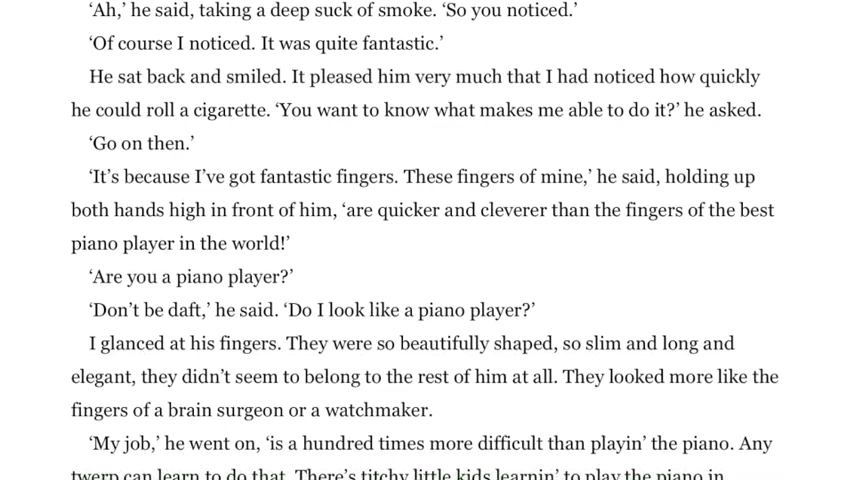 ‘Ah,’ he said, taking a deep suck of smoke. ‘So you noticed.’
‘Of course I noticed. It was quite fantastic.’
He sat back and smiled. It pleased him very much that I had noticed how quickly
he could roll a cigarette. ‘You want to know what makes me able to do it?’ he asked.
‘Go on then.’
‘It’s because I’ve got fantastic fingers. These fingers of mine,’ he said, holding up
both hands high in front of him, ‘are quicker and cleverer than the fingers of the best
piano player in the world!’
‘Are you a piano player?’
‘Don’t be daft,’ he said. ‘Do I look like a piano player?’
I glanced at his fingers. They were so beautifully shaped, so slim and long and
elegant, they didn’t seem to belong to the rest of him at all. They looked more like the
fingers of a brain surgeon or a watchmaker.
‘My job,’ he went on, ‘is a hundred times more difficult than playin’ the piano. Any
twerp can learn to do that. There’s titchy little kids learnin’ to play the piano in